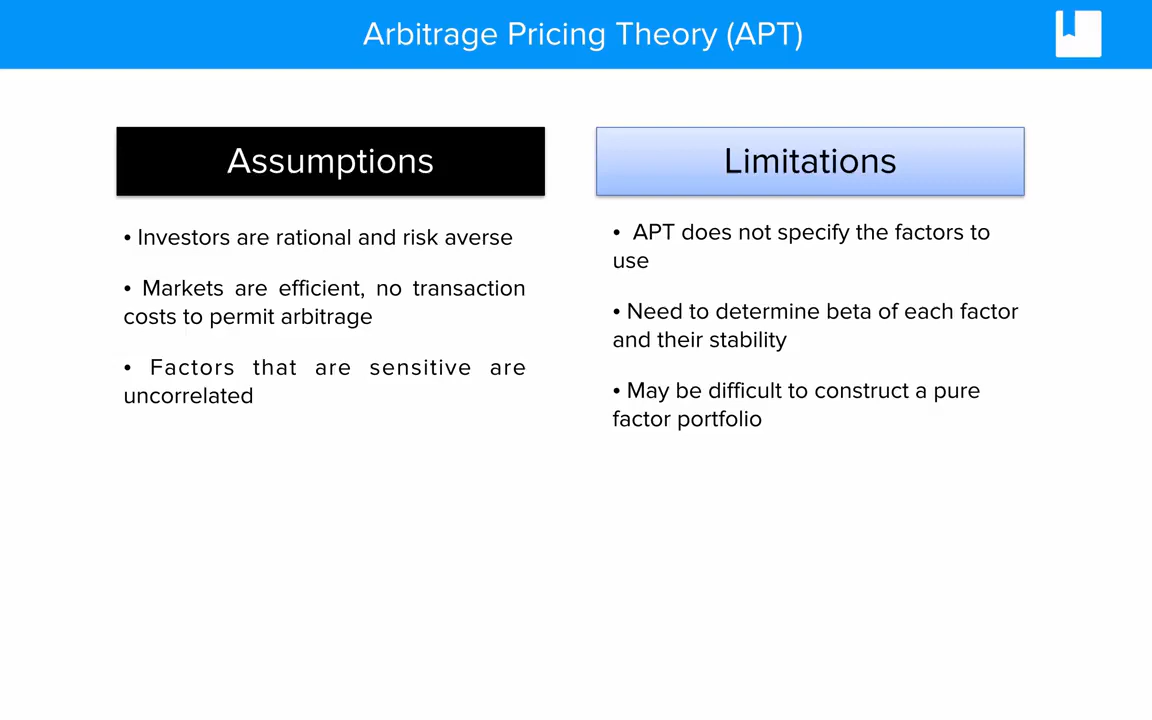 Arbitrage Pricing Theory (APT)
Assumptions
• Investors are rational and risk averse
• Markets are efficient, no transaction
costs to permit arbitrage
• Factors that are sensitive are
uncorrelated
Limitations
• APT does not specify the factors to
use
• Need to determine beta of each factor
and their stability
• May be difficult to construct a pure
factor portfolio